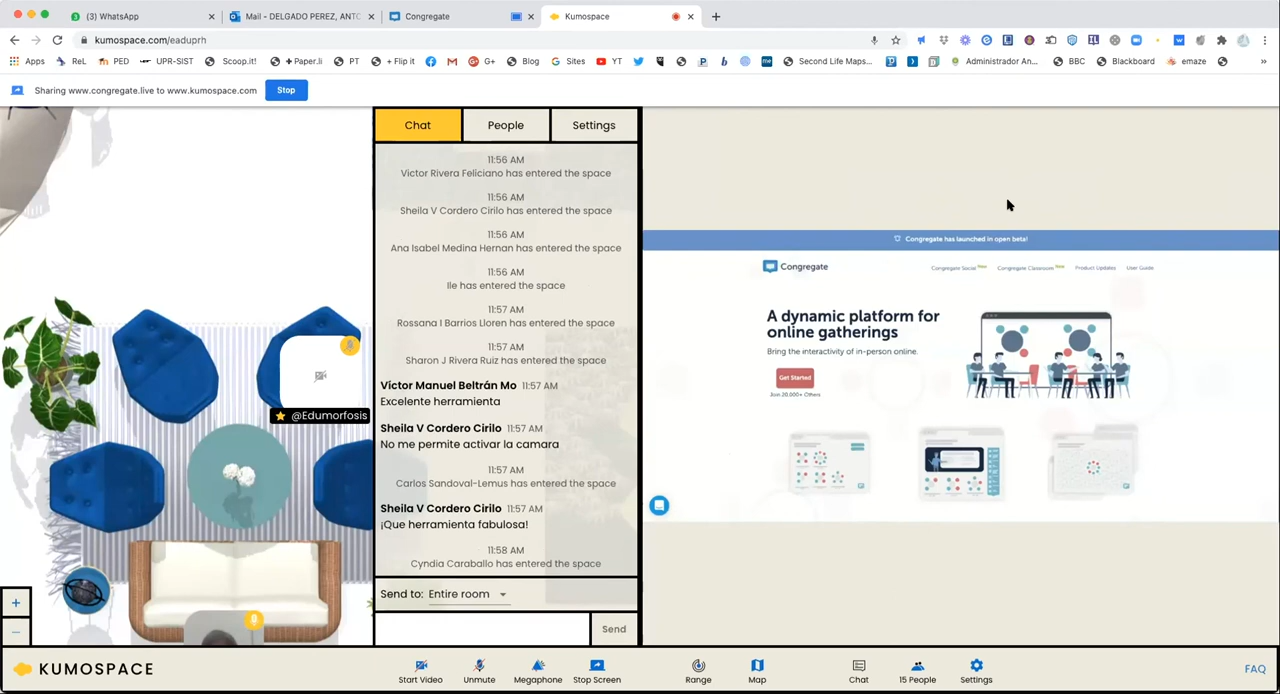 (3) WhatsApp
Mail - DELGADO PEREZ, ANTO
Congregate
Kumospace
kumospace.com/eaduprh
Apps
ReL
PED
UPR-SIST
Scoop.it!
+ Paper.li
PT
+ Flip it
G+
Blog
Sites
YT
Second Life Maps...
Administrador An...
BBC
Blackboard
emaze
Sharing www.congregate.live to www.kumospace.com
Stop
Chat
People
Settings
11:56 AM
Victor Rivera Feliciano has entered the space
11:56 AM
Sheila V Cordero Cirilo has entered the space
11:56 AM
Ana Isabel Medina Hernan has entered the space
11:56 AM
Ile has entered the space
11:57 AM
Rossana I Barrios Lloren has entered the space
11:57 AM
Sharon J Rivera Ruiz has entered the space
Víctor Manuel Beltrán Mo 11:57 AM
Excelente herramienta
Sheila V Cordero Cirilo 11:57 AM
No me permite activar la camara
11:57 AM
Carlos Sandoval-Lemus has entered the space
Sheila V Cordero Cirilo 11:57 AM
¡Que herramienta fabulosa!
11:58 AM
Cyndia Caraballo has entered the space
Send to: Entire room
Send
@Edumorfosis
Congregate has launched in open beta!
Congregate
Congregate Social New
Congregate Classroom New
Product Updates
User Guide
A dynamic platform for
online gatherings
Bring the interactivity of in-person online.
Get Started
Join 20,000+ Others
KUMOSPACE
Start Video
Unmute
Megaphone
Stop Screen
Range
Map
Chat
15 People
Settings
FAQ